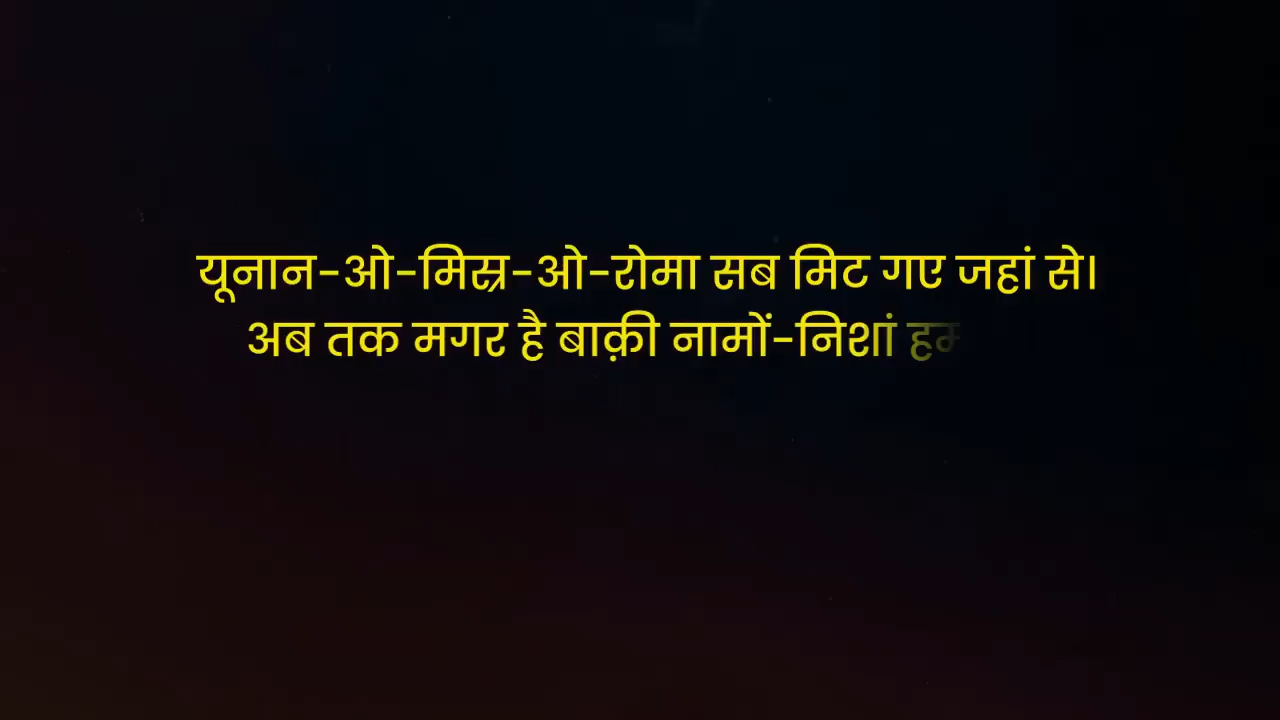 यूनान-ओ-मिस्र-ओ-रोमा सब मिट गए जहां से।
अब तक मगर है बाक़ी नामों-निशां